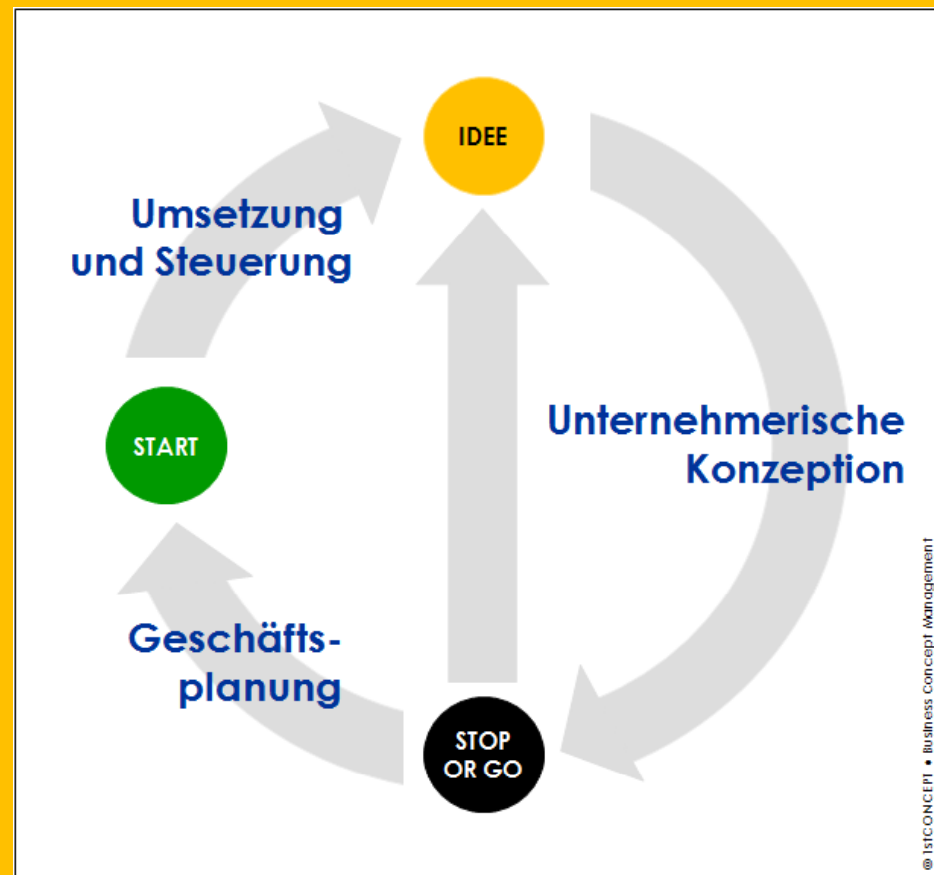 IDEE
Umsetzung
und Steuerung
START
Unternehmerische
Konzeption
Geschäfts-
planung
STOP
OR GO
© 1stCONCEPT • Business Concept Management